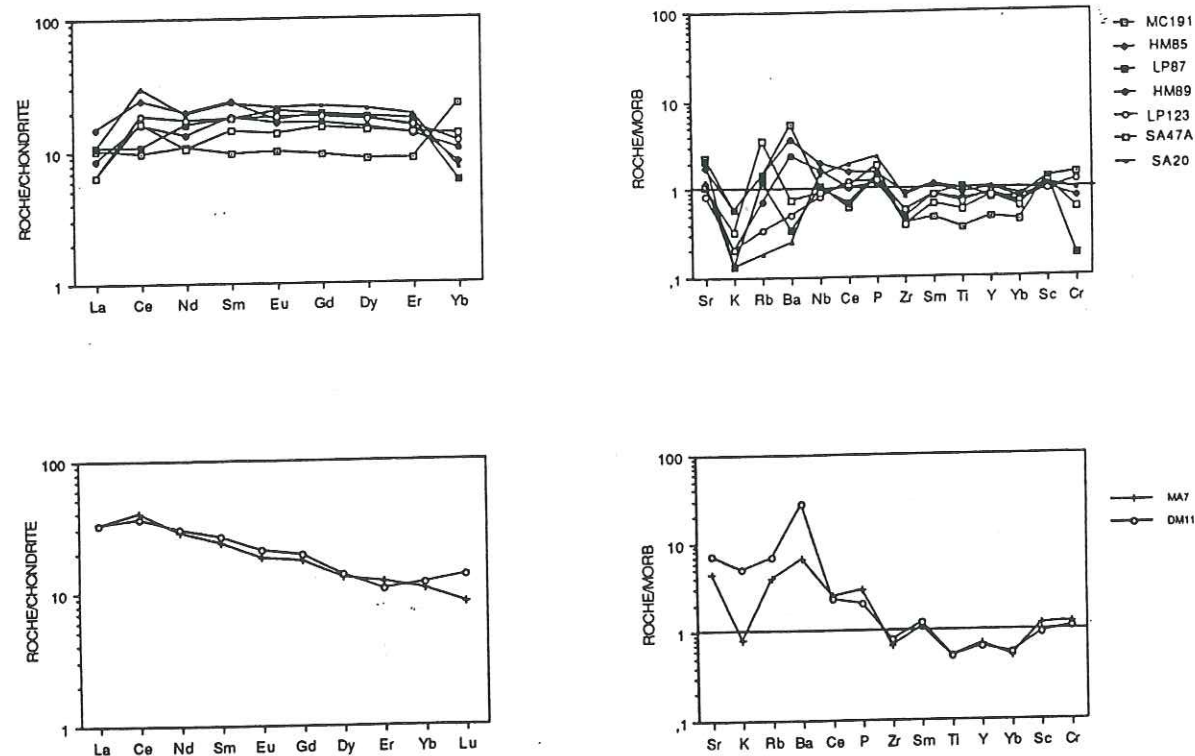 100
10
1
ROCHE/CHONDRITE
La Ce Nd Sm Eu Gd Dy Er Yb
100
10
1
,1
ROCHE/MORB
Sr K Rb Ba Nb Ce P Zr Sm Ti Y Yb Sc Cr
MC191
HM85
LP87
HM89
LP123
SA47A
SA20
100
10
1
ROCHE/CHONDRITE
La Ce Nd Sm Eu Gd Dy Er Yb Lu
100
10
1
,1
ROCHE/MORB
Sr K Rb Ba Ce P Zr Sm Ti Y Yb Sc Cr
MA7
DM11